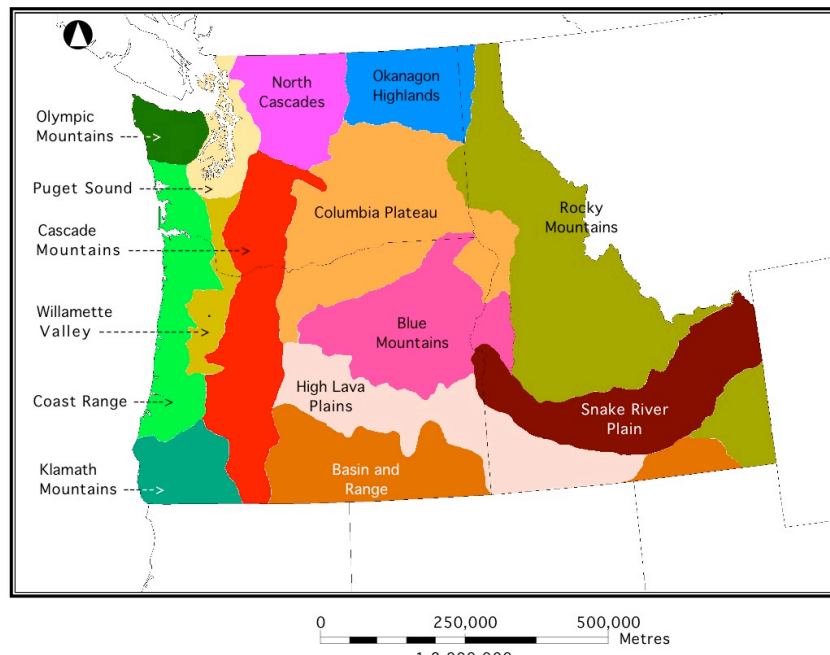 North
Cascades
Okanagon
Highlands
Olympic
Mountains
Puget Sound
Columbia Plateau
Rocky
Mountains
Cascade
Mountains
Willamette
Valley
Blue
Mountains
Coast Range
High Lava
Plains
Snake River
Plain
Klamath
Mountains
Basin and
Range
0 250,000 500,000
Metres